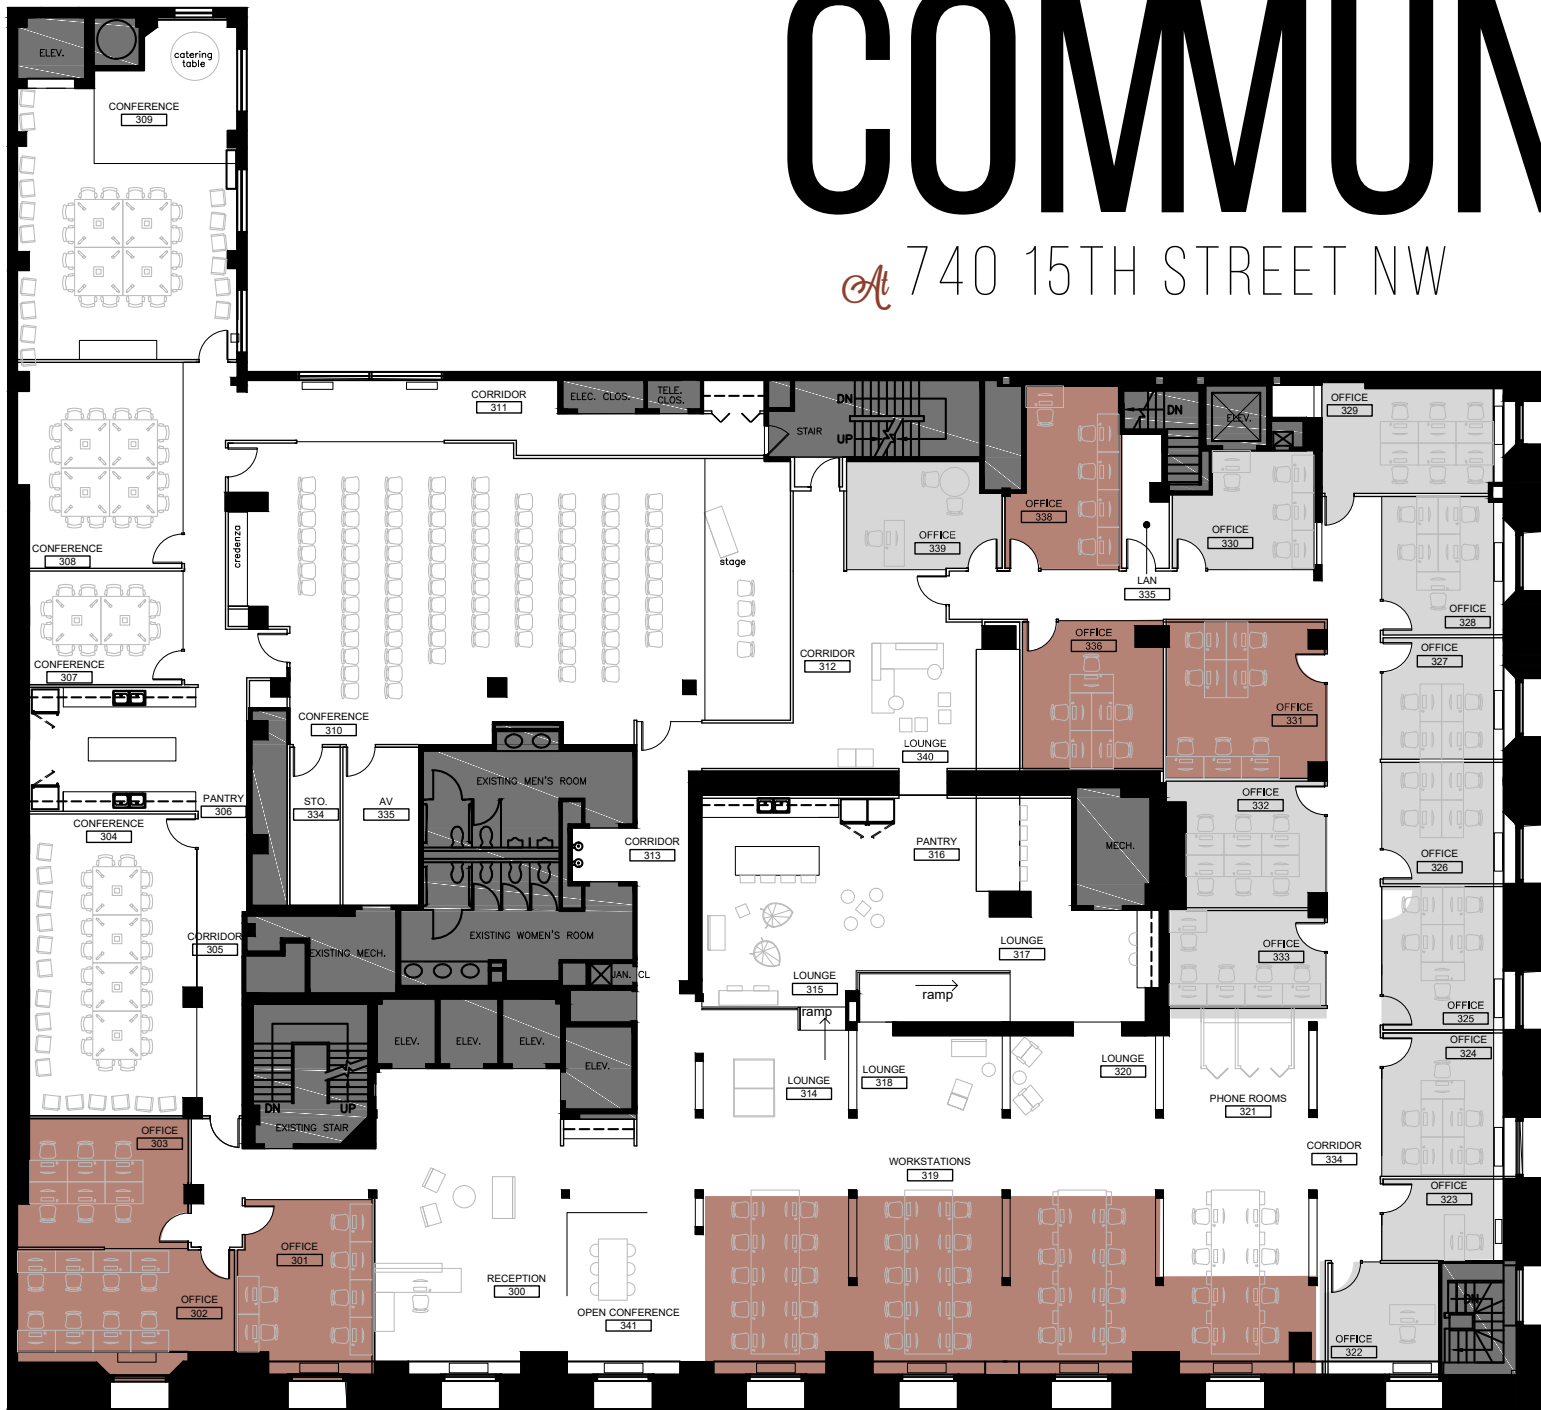 COMMUN
At 740 15TH STREET NW
ELEV.
catering
table
CONFERENCE
309
CORRIDOR
311
ELEC. CLOS.
TELE.
CLOS.
STAIR
DN
UP
DN
ELEV.
OFFICE
329
OFFICE
338
OFFICE
339
OFFICE
330
LAN
335
CONFERENCE
308
credenza
stage
OFFICE
328
CONFERENCE
307
CORRIDOR
312
OFFICE
336
OFFICE
331
OFFICE
327
CONFERENCE
310
LOUNGE
340
EXISTING MEN'S ROOM
PANTRY
306
STO.
334
AV
335
OFFICE
332
CONFERENCE
304
CORRIDOR
313
PANTRY
316
MECH.
OFFICE
326
CORRIDOR
305
EXISTING MECH.
EXISTING WOMEN'S ROOM
JAN. CL
LOUNGE
317
OFFICE
333
LOUNGE
315
ramp
ramp
OFFICE
325
ELEV.
ELEV.
ELEV.
ELEV.
LOUNGE
314
LOUNGE
318
LOUNGE
320
OFFICE
324
DN
UP
EXISTING STAIR
PHONE ROOMS
321
OFFICE
303
WORKSTATIONS
319
CORRIDOR
334
OFFICE
323
OFFICE
301
OFFICE
302
RECEPTION
300
OPEN CONFERENCE
341
OFFICE
322
DN